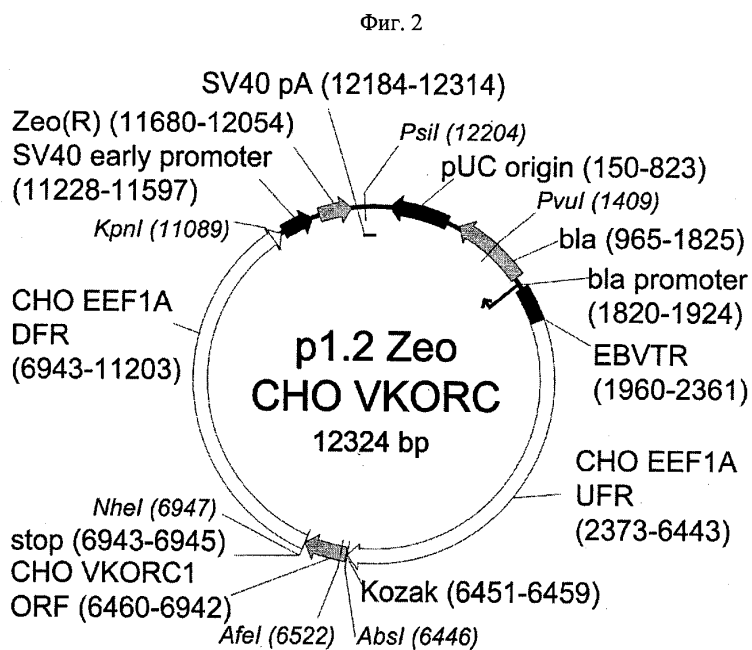 Фиг. 2
SV40 pA (12184-12314)
Zeo(R) (11680-12054)
PsiI (12204)
SV40 early promoter
(11228-11597)
pUC origin (150-823)
PvuI (1409)
KpnI (11089)
bla (965-1825)
bla promoter
(1820-1924)
CHO EEF1A
DFR
(6943-11203)
p1.2 Zeo
CHO VKORC
12324 bp
EBVTR
(1960-2361)
CHO EEF1A
UFR
(2373-6443)
NheI (6947)
stop (6943-6945)
CHO VKORC1
ORF (6460-6942)
Kozak (6451-6459)
AfeI (6522)
AbsI (6446)